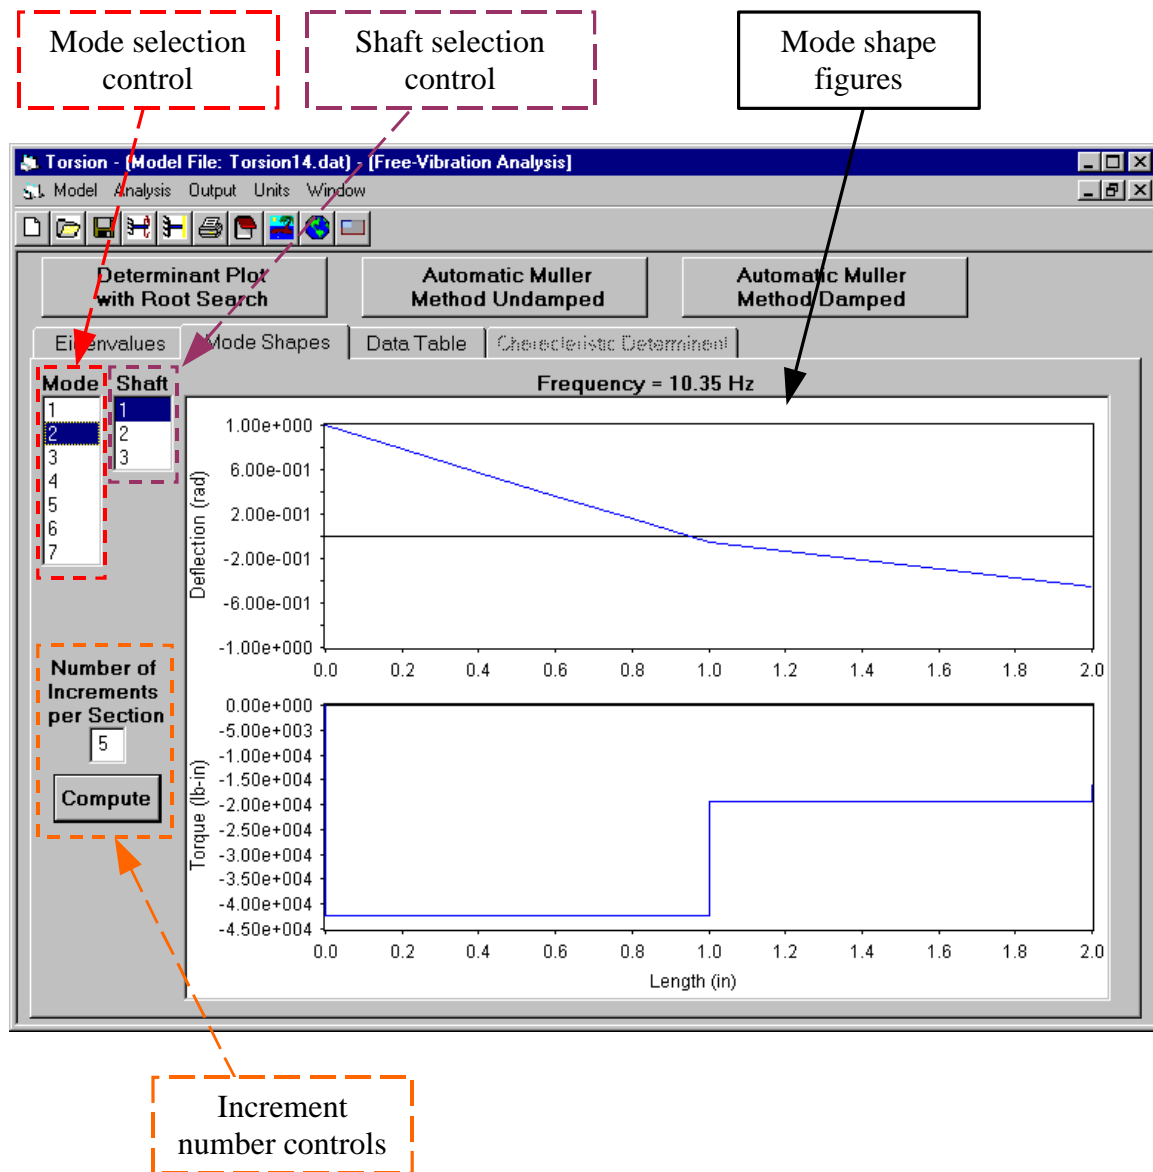 Mode selection
control
Shaft selection
control
Mode shape
figures
Torsion - [Model File: Torsion14.dat] - [Free-Vibration Analysis]
Model Analysis Output Units Window
Determinant Plot
with Root Search
Automatic Muller
Method Undamped
Automatic Muller
Method Damped
Eigenvalues Mode Shapes Data Table Characteristic Determinant
Mode Shaft
Frequency = 10.35 Hz
1
2
3
4
5
6
7
1
2
3
Deflection (rad)
1.00e+000
6.00e-001
2.00e-001
-2.00e-001
-6.00e-001
-1.00e+000
0.0 0.2 0.4 0.6 0.8 1.0 1.2 1.4 1.6 1.8 2.0
Number of
Increments
per Section
5
Compute
Torque (lb-in)
0.00e+000
-5.00e+003
-1.00e+004
-1.50e+004
-2.00e+004
-2.50e+004
-3.00e+004
-3.50e+004
-4.00e+004
-4.50e+004
0.0 0.2 0.4 0.6 0.8 1.0 1.2 1.4 1.6 1.8 2.0
Length (in)
Increment
number controls